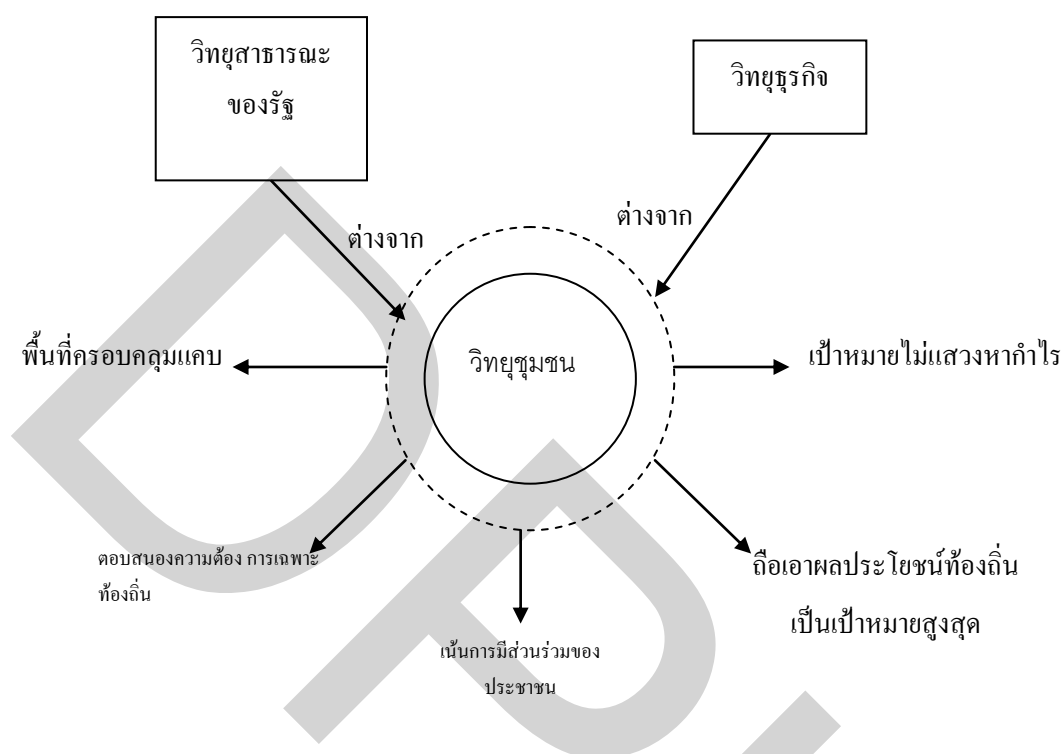 วิทยุสาธารณะ
ของรัฐ
วิทยุธุรกิจ
ต่างจาก
ต่างจาก
พื้นที่ครอบคลุมแคบ
วิทยุชุมชน
เป้าหมายไม่แสวงหากำไร
ตอบสนองความต้อง การเฉพาะ
ท้องถิ่น
เน้นการมีส่วนร่วมของ
ประชาชน
ถือเอาผลประโยชน์ท้องถิ่น
เป็นเป้าหมายสูงสุด